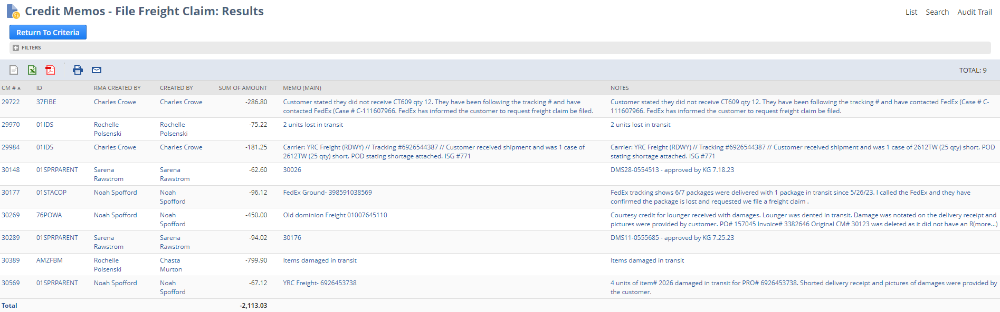 Credit Memos - File Freight Claim: Results
List Search Audit Trail
Return To Criteria
FILTERS
TOTAL: 9
CM # ID RMA CREATED BY CREATED BY SUM OF AMOUNT MEMO (MAIN) NOTES
29722 37FIBE Charles Crowe Charles Crowe -286.80 Customer stated they did not receive CT609 qty 12. They have been following the tracking # and have Customer stated they did not receive CT609 qty 12. They have been following the tracking # and have contacted FedEx (Case # C-
contacted FedEx (Case # C-111607966. FedEx has informed the customer to request freight claim be filed. 111607966. FedEx has informed the customer to request freight claim be filed.
29970 01IDS Rochelle Rochelle -75.22 2 units lost in transit 2 units lost in transit
Polsenski Polsenski
29984 01IDS Charles Crowe Charles Crowe -181.25 Carrier: YRC Freight (RDWY) // Tracking #6926544387 // Customer received shipment and was 1 case of Carrier: YRC Freight (RDWY) // Tracking #6926544387 // Customer received shipment and was 1 case of 2612TW (25 qty) short. POD
2612TW (25 qty) short. POD stating shortage attached. ISG #771 stating shortage attached. ISG #771
30148 01SPRPARENT Sarena Sarena -62.60 30026 DMS28-0554513 - approved by KG 7.18.23
Rawstrom Rawstrom
30177 01STACOP Noah Spofford Noah -96.12 FedEx Ground- 398591038569 FedEx tracking shows 6/7 packages were delivered with 1 package in transit since 5/26/23. I called the FedEx and they have
Spofford confirmed the package is lost and requested we file a freight claim .
30269 76POWA Noah Spofford Noah -450.00 Old dominion Freight 01007645110 Courtesy credit for lounger received with damages. Lounger was dented in transit. Damage was notated on the delivery receipt and
Spofford pictures were provided by customer. PO# 157045 Invoice# 3382646 Original CM# 30123 was deleted as it did not have an R(more...)
30289 01SPRPARENT Sarena Sarena -94.02 30176 DMS11-0555685 - approved by KG 7.25.23
Rawstrom Rawstrom
30389 AMZFBM Rochelle Chasta -799.90 Items damaged in transit Items damaged in transit
Polsenski Murton
30569 01SPRPARENT Noah Spofford Noah -67.12 YRC Freight- 6926453738 4 units of item# 2026 damaged in transit for PRO# 6926453738. Shorted delivery receipt and pictures of damages were provided by
Spofford the customer.
Total -2,113.03